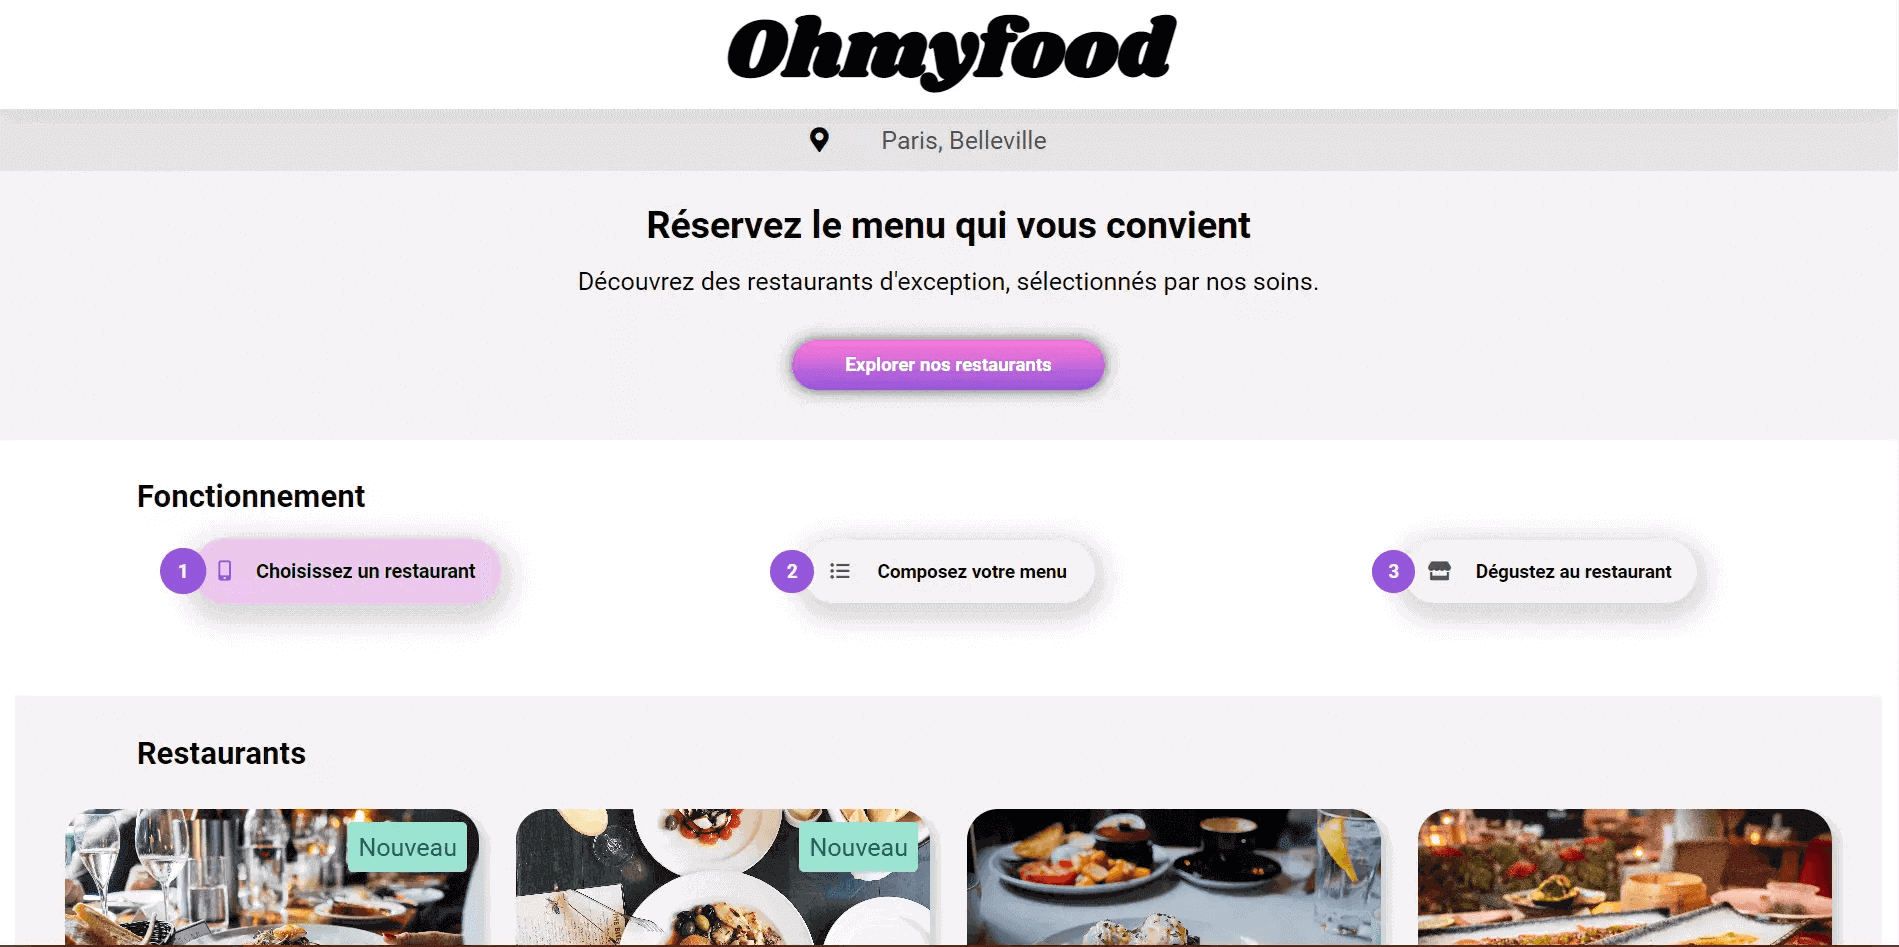 Ohmyfood
Paris, Belleville
Réservez le menu qui vous convient
Découvrez des restaurants d'exception, sélectionnés par nos soins.
Explorer nos restaurants
Fonctionnement
1 Choisissez un restaurant
2 Composez votre menu
3 Dégustez au restaurant
Restaurants
Nouveau
Nouveau